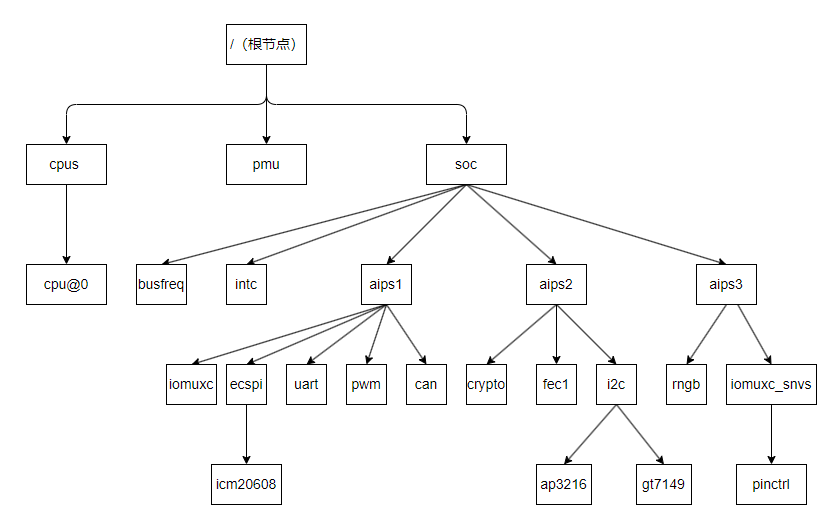 /（根节点）
cpus
pmu
soc
cpu@0
busfreq
intc
aips1
aips2
aips3
iomuxc
ecspi
uart
pwm
can
crypto
fec1
i2c
rngb
iomuxc_snvs
icm20608
ap3216
gt7149
pinctrl